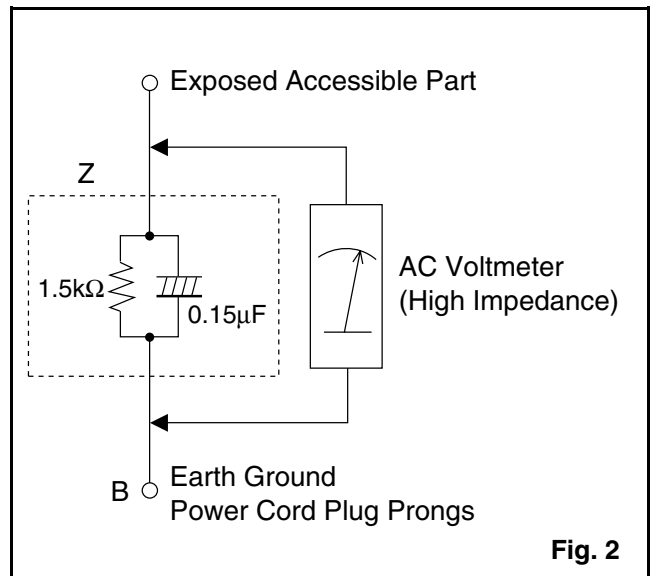 Exposed Accessible Part
Z
1.5kΩ
0.15μF
AC Voltmeter
(High Impedance)
B
Earth Ground
Power Cord Plug Prongs
Fig. 2